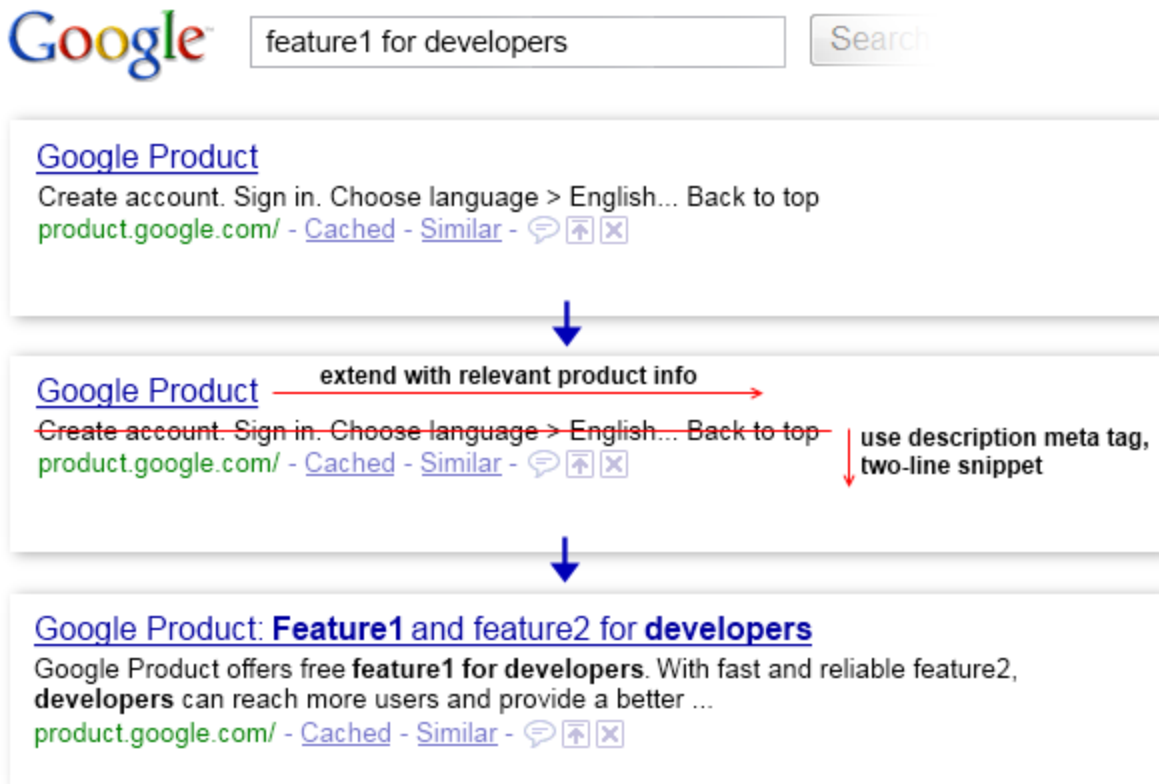 Google™ feature1 for developers Search
Google Product
Create account. Sign in. Choose language > English... Back to top
product.google.com/ - Cached - Similar -
extend with relevant product info
Google Product
Create account. Sign in. Choose language > English... Back to top
use description meta tag,
product.google.com/ - Cached - Similar -
two-line snippet
Google Product: Feature1 and feature2 for developers
Google Product offers free feature1 for developers. With fast and reliable feature2,
developers can reach more users and provide a better ...
product.google.com/ - Cached - Similar -